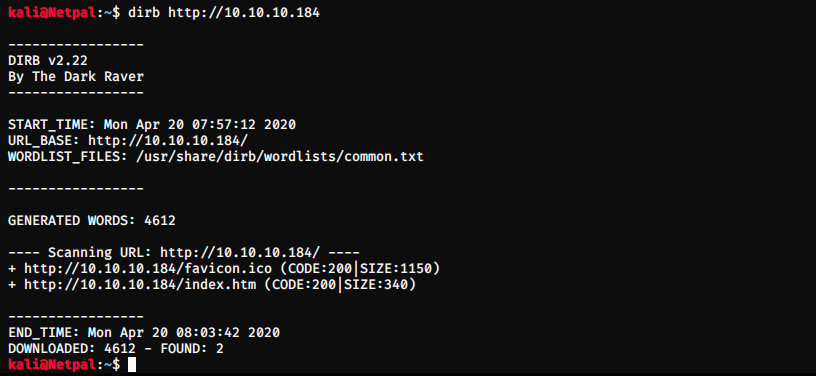 kali@Netpal:~$ dirb http://10.10.10.184
-----------------
DIRB v2.22
By The Dark Raver
-----------------
START_TIME: Mon Apr 20 07:57:12 2020
URL_BASE: http://10.10.10.184/
WORDLIST_FILES: /usr/share/dirb/wordlists/common.txt
-----------------
GENERATED WORDS: 4612
---- Scanning URL: http://10.10.10.184/ ----
+ http://10.10.10.184/favicon.ico (CODE:200|SIZE:1150)
+ http://10.10.10.184/index.htm (CODE:200|SIZE:340)
-----------------
END_TIME: Mon Apr 20 08:03:42 2020
DOWNLOADED: 4612 - FOUND: 2
kali@Netpal:~$